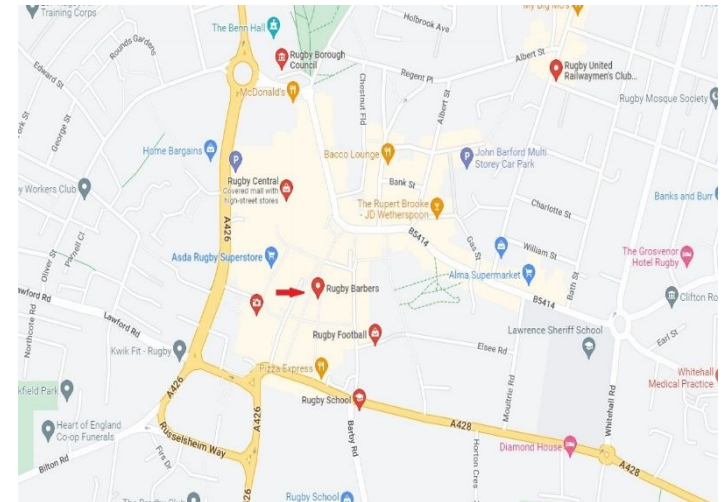 Training Corps
The Benn Hall
Holbrook Ave
My Big Mc's
Rounds Gardens
Rugby Borough
Council
Albert St
Rugby United
Railwaymen's Club...
Regent Pl
Edward St
McDonald's
Chestnut Fld
Albert St
Rugby Mosque Society
George St
Home Bargains
Bacco Lounge
John Barford Multi
Storey Car Park
Rugby Central
Covered mall with
high-street stores
Bank St
Workers Club
The Rupert Brooke
- JD Wetherspoon
Banks and Burr
Charlotte St
A426
Parnell Cl
Oliver St
Gas St
William St
The Grosvenor
Hotel Rugby
Asda Rugby Superstore
B5414
Alma Supermarket
Bath St
Rugby Barbers
B5414
Clifton Ro
Lawford Rd
Lawford Rd
Northcote Rd
Rugby Football
Lawrence Sheriff School
Earl St
Elsee Rd
Kwik Fit - Rugby
Pizza Express
Whitehall
Medical Practice
Moultrie Rd
Whitehall Rd
kfield Park
A426
A426
Rugby School
Heart of England
Co-op Funerals
Russelsheim Way
A428
Barby Rd
Horton Cres
Diamond House
A428
Bilton Rd
Firs Dr
Rugby School